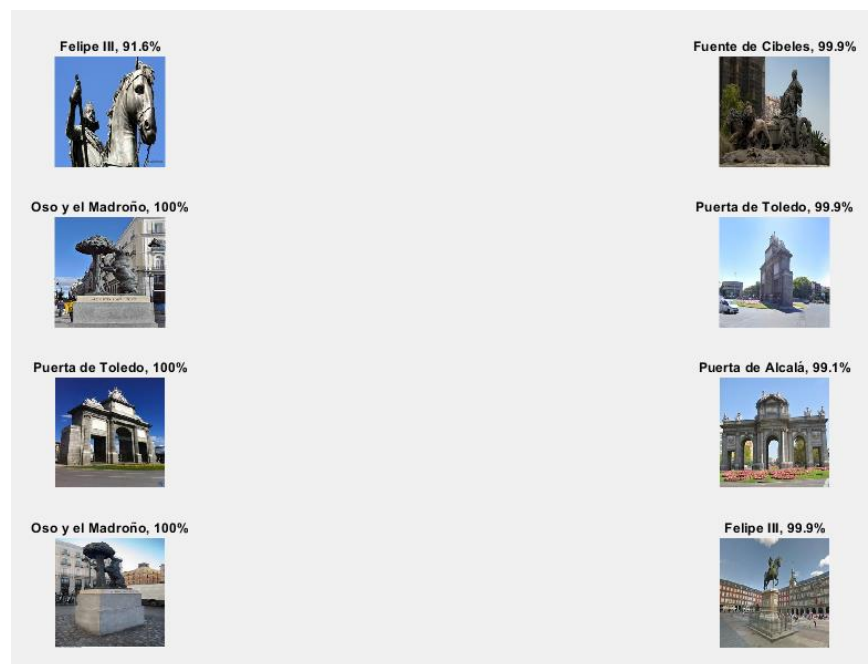 Felipe III, 91.6%
Fuente de Cibeles, 99.9%
Oso y el Madroño, 100%
Puerta de Toledo, 99.9%
Puerta de Toledo, 100%
Puerta de Alcalá, 99.1%
Oso y el Madroño, 100%
Felipe III, 99.9%